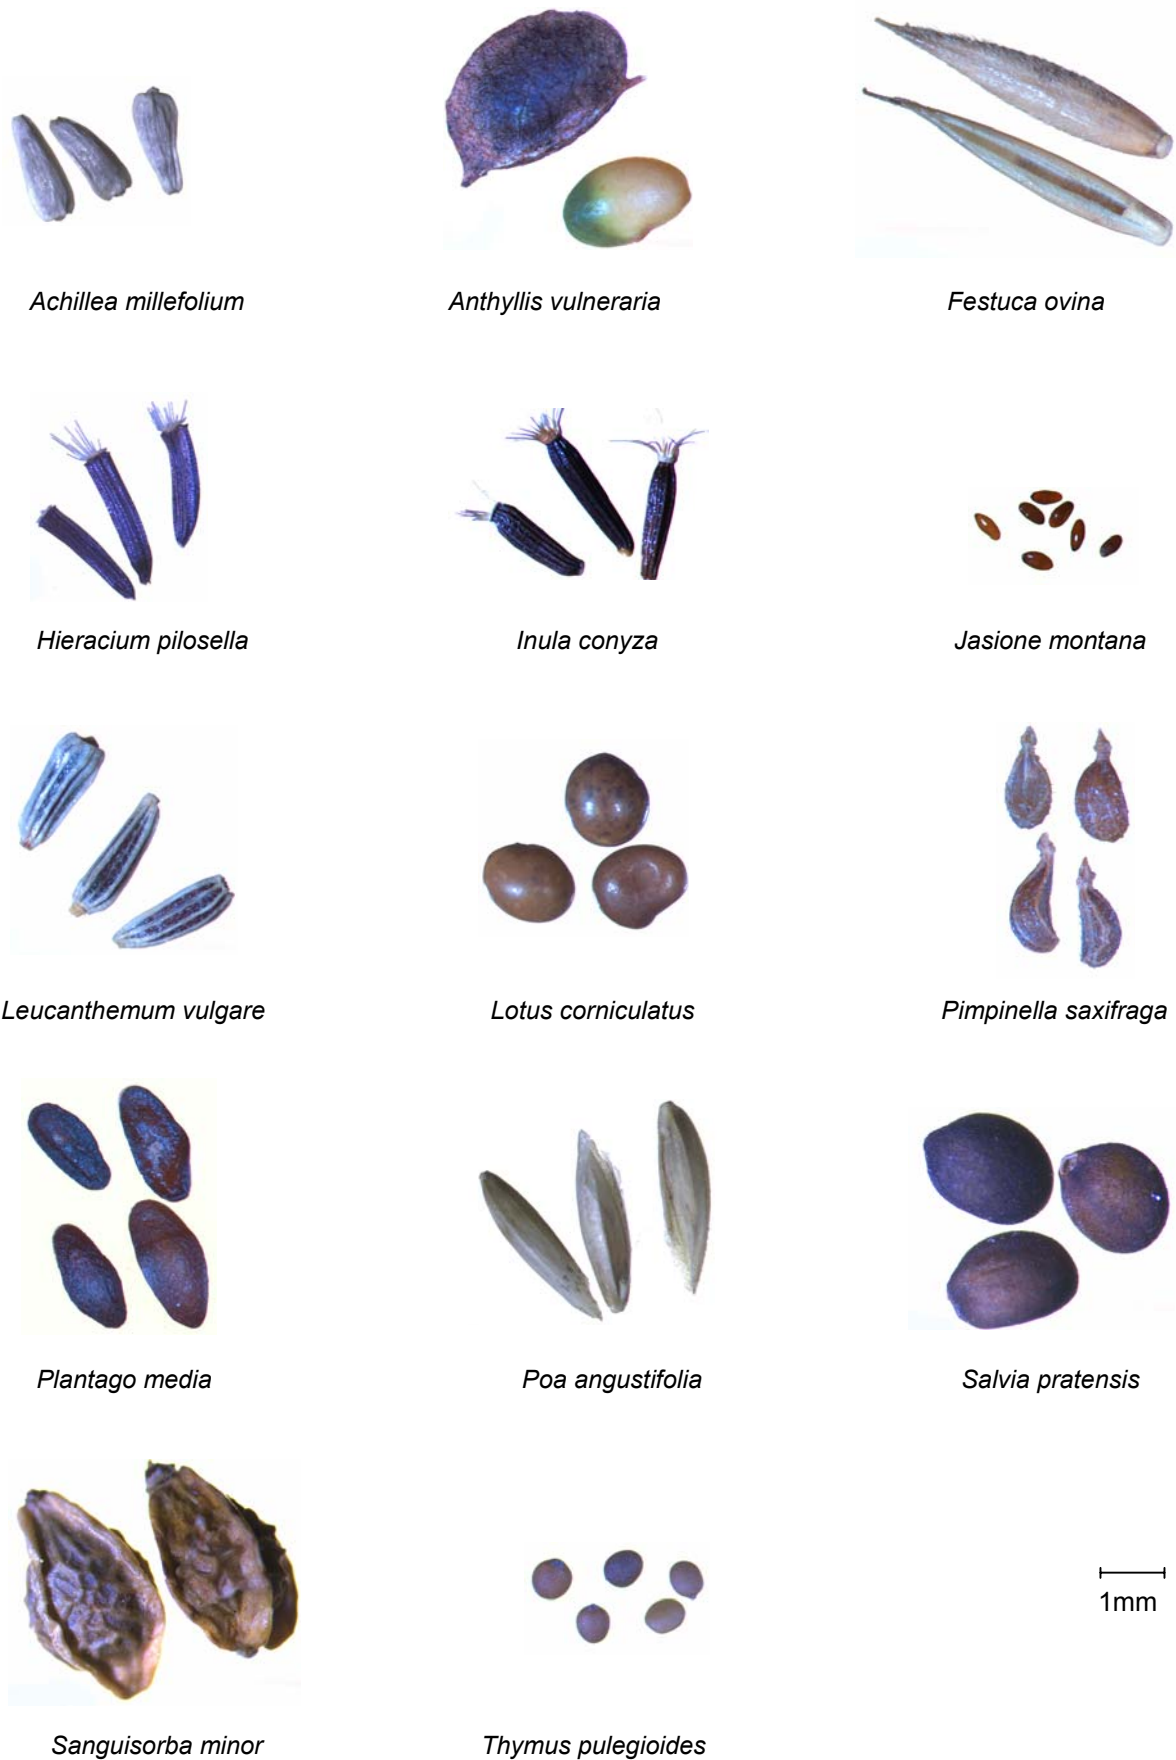 Achillea millefolium
Anthyllis vulneraria
Festuca ovina
Hieracium pilosella
Inula conyza
Jasione montana
Leucanthemum vulgare
Lotus corniculatus
Pimpinella saxifraga
Plantago media
Poa angustifolia
Salvia pratensis
1mm
Sanguisorba minor
Thymus pulegioides